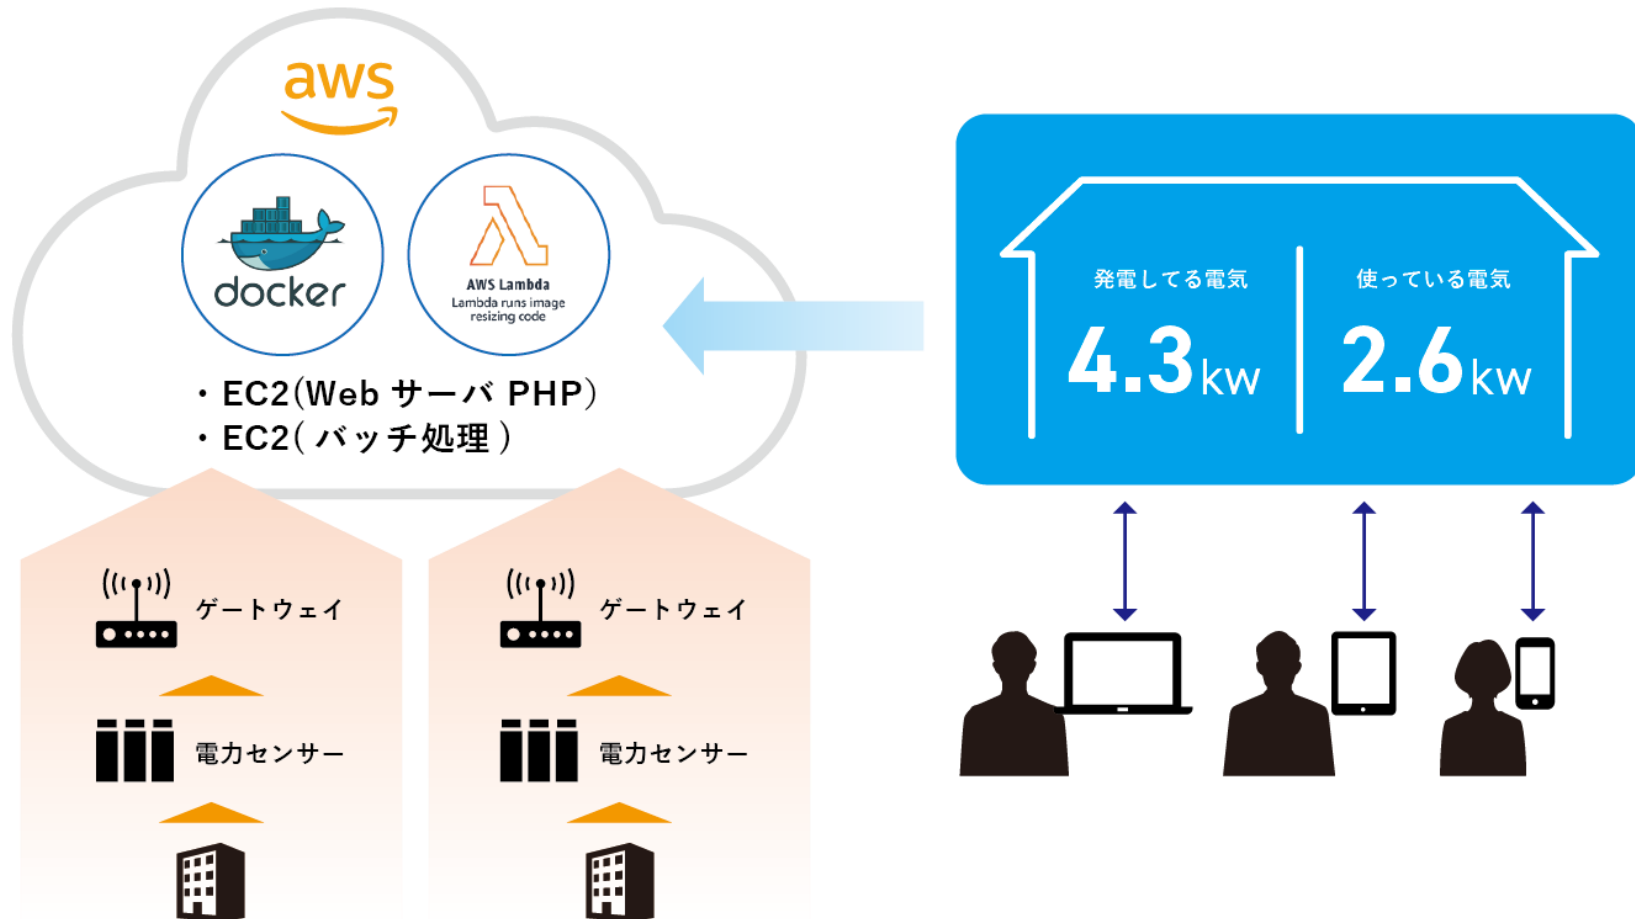 aws
docker
AWS Lambda
Lambda runs image
resizing code
・EC2(Web サーバ PHP)
・EC2( バッチ処理 )
発電してる電気
4.3kw
使っている電気
2.6kw
ゲートウェイ
ゲートウェイ
電力センサー
電力センサー